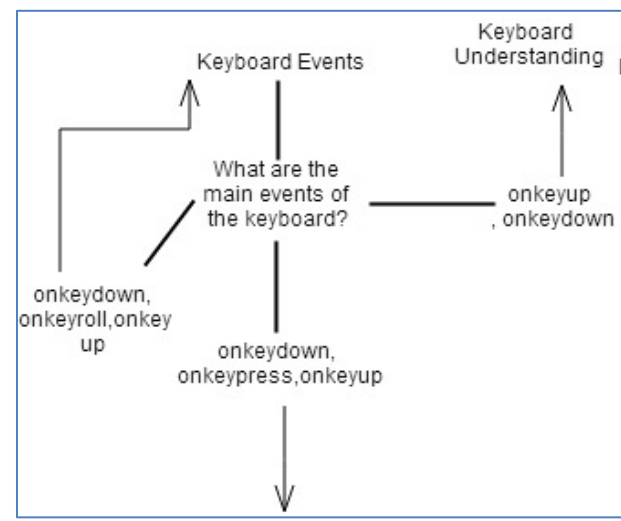 Keyboard
Understanding
Keyboard Events
What are the
main events of
the keyboard?
onkeyup
, onkeydown
onkeydown,
onkeyroll,onkey
up
onkeydown,
onkeypress,onkeyup